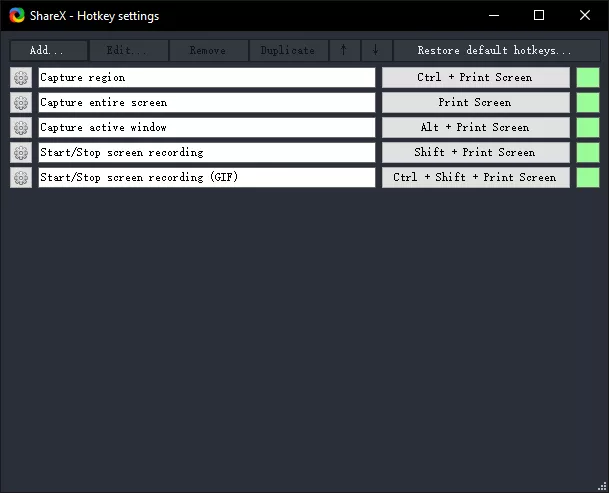 ShareX - Hotkey settings
Add... Edit... Remove Duplicate ↑ ↓ Restore default hotkeys...
Capture region Ctrl + Print Screen
Capture entire screen Print Screen
Capture active window Alt + Print Screen
Start/Stop screen recording Shift + Print Screen
Start/Stop screen recording (GIF) Ctrl + Shift + Print Screen